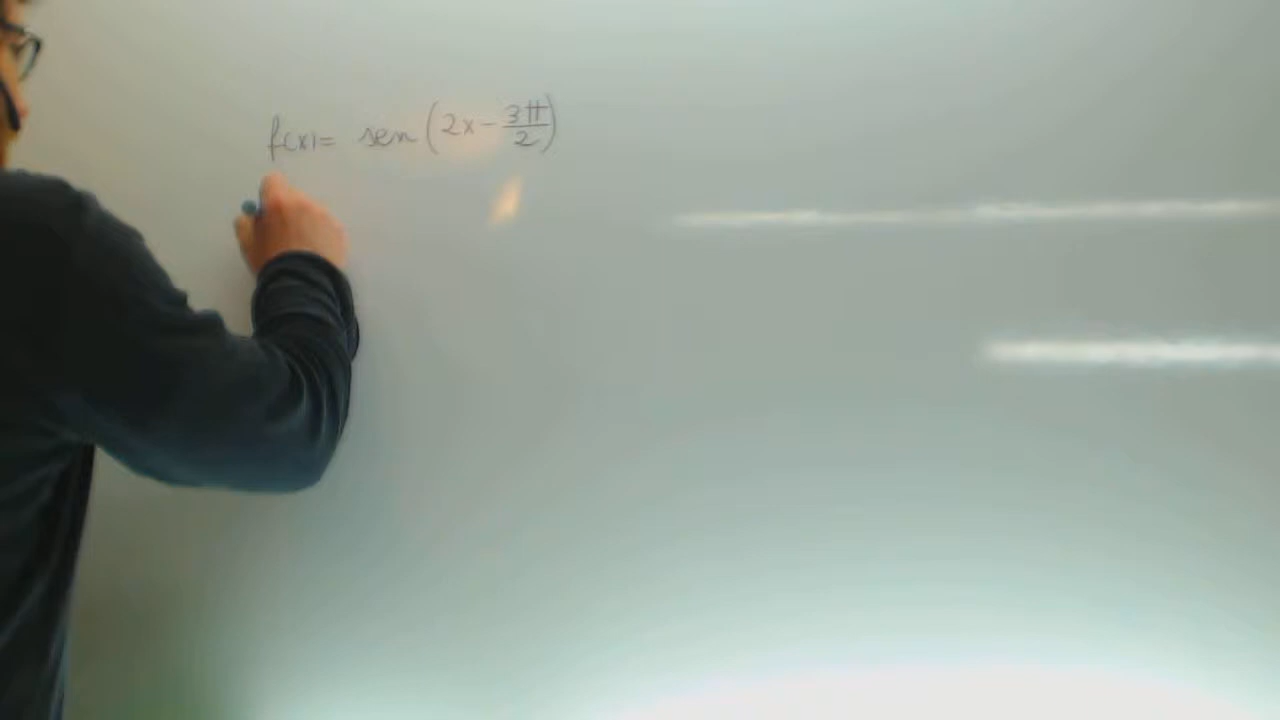 f(x) = sen (2x - 3π/2)